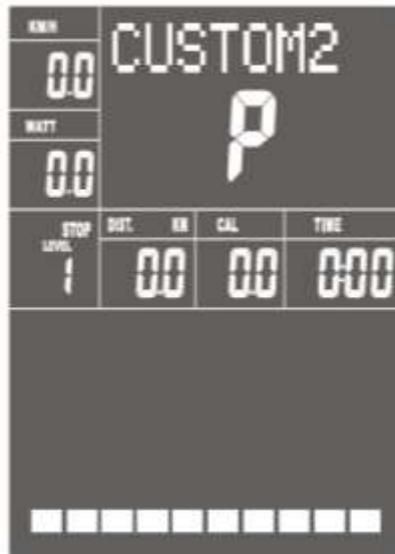 KM/H
CUSTOM2
0.0
P
WATT
0.0
STOP
DIST. KM
CAL
TIME
LEVEL
1
0.0
0.0
0:00